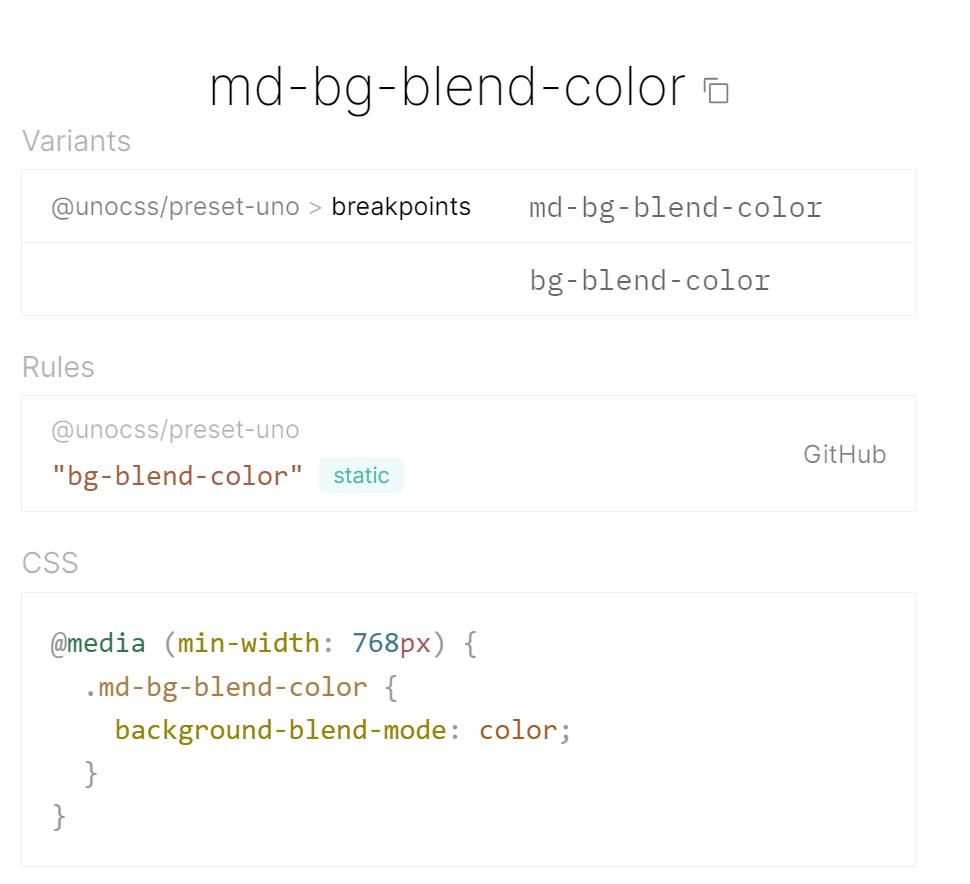 md-bg-blend-color
Variants
@unocss/preset-uno > breakpoints md-bg-blend-color
bg-blend-color
Rules
@unocss/preset-uno
"bg-blend-color" static
GitHub
CSS
@media (min-width: 768px) {
  .md-bg-blend-color {
    background-blend-mode: color;
  }
}